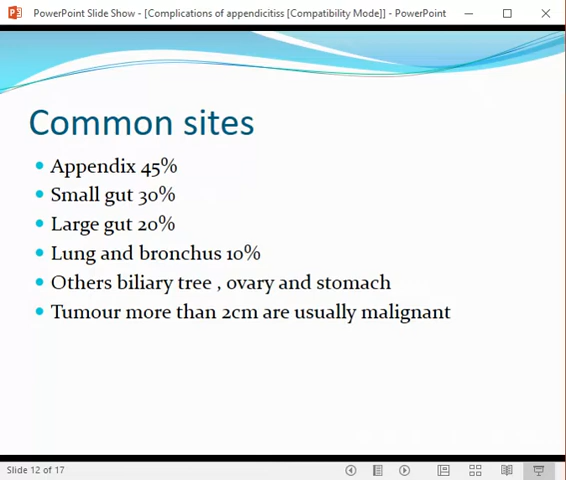 PowerPoint Slide Show - [Complications of appendicitiss [Compatibility Mode]] - PowerPoint
Common sites
Appendix 45%
Small gut 30%
Large gut 20%
Lung and bronchus 10%
Others biliary tree , ovary and stomach
Tumour more than 2cm are usually malignant
Slide 12 of 17